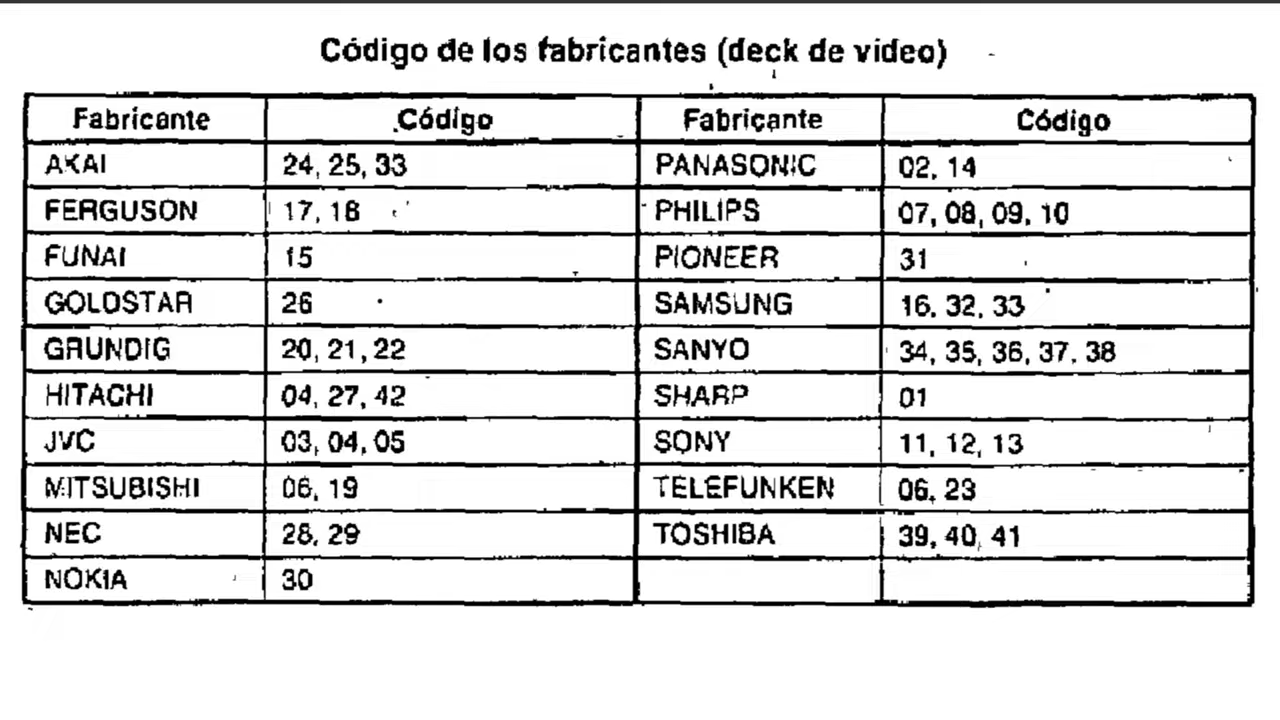 Código de los fabricantes (deck de video)
Fabricante Código Fabricante Código
AKAI 24, 25, 33 PANASONIC 02, 14
FERGUSON 17, 18 PHILIPS 07, 08, 09, 10
FUNAI 15 PIONEER 31
GOLDSTAR 26 SAMSUNG 16, 32, 33
GRUNDIG 20, 21, 22 SANYO 34, 35, 36, 37, 38
HITACHI 04, 27, 42 SHARP 01
JVC 03, 04, 05 SONY 11, 12, 13
MITSUBISHI 06, 19 TELEFUNKEN 06, 23
NEC 28, 29 TOSHIBA 39, 40, 41
NOKIA 30